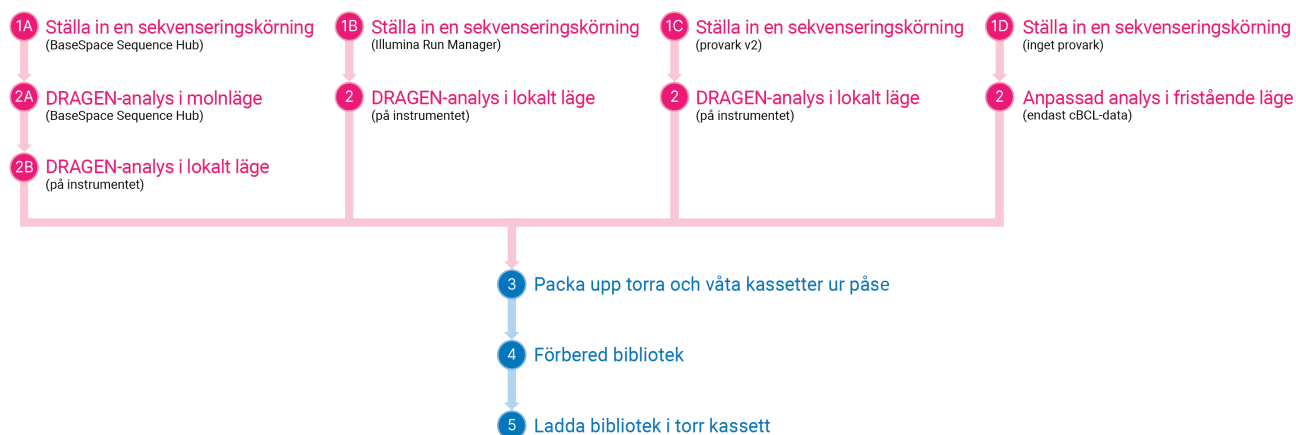 1A Ställa in en sekvenseringskörning
(BaseSpace Sequence Hub)
2A DRAGEN-analys i molnläge
(BaseSpace Sequence Hub)
2B DRAGEN-analys i lokalt läge
(på instrumentet)
1B Ställa in en sekvenseringskörning
(Illumina Run Manager)
2 DRAGEN-analys i lokalt läge
(på instrumentet)
1C Ställa in en sekvenseringskörning
(provark v2)
2 DRAGEN-analys i lokalt läge
(på instrumentet)
1D Ställa in en sekvenseringskörning
(inget provark)
2 Anpassad analys i fristående läge
(endast cBCL-data)
3 Packa upp torra och våta kassetter ur påse
4 Förbered bibliotek
5 Ladda bibliotek i torr kassett